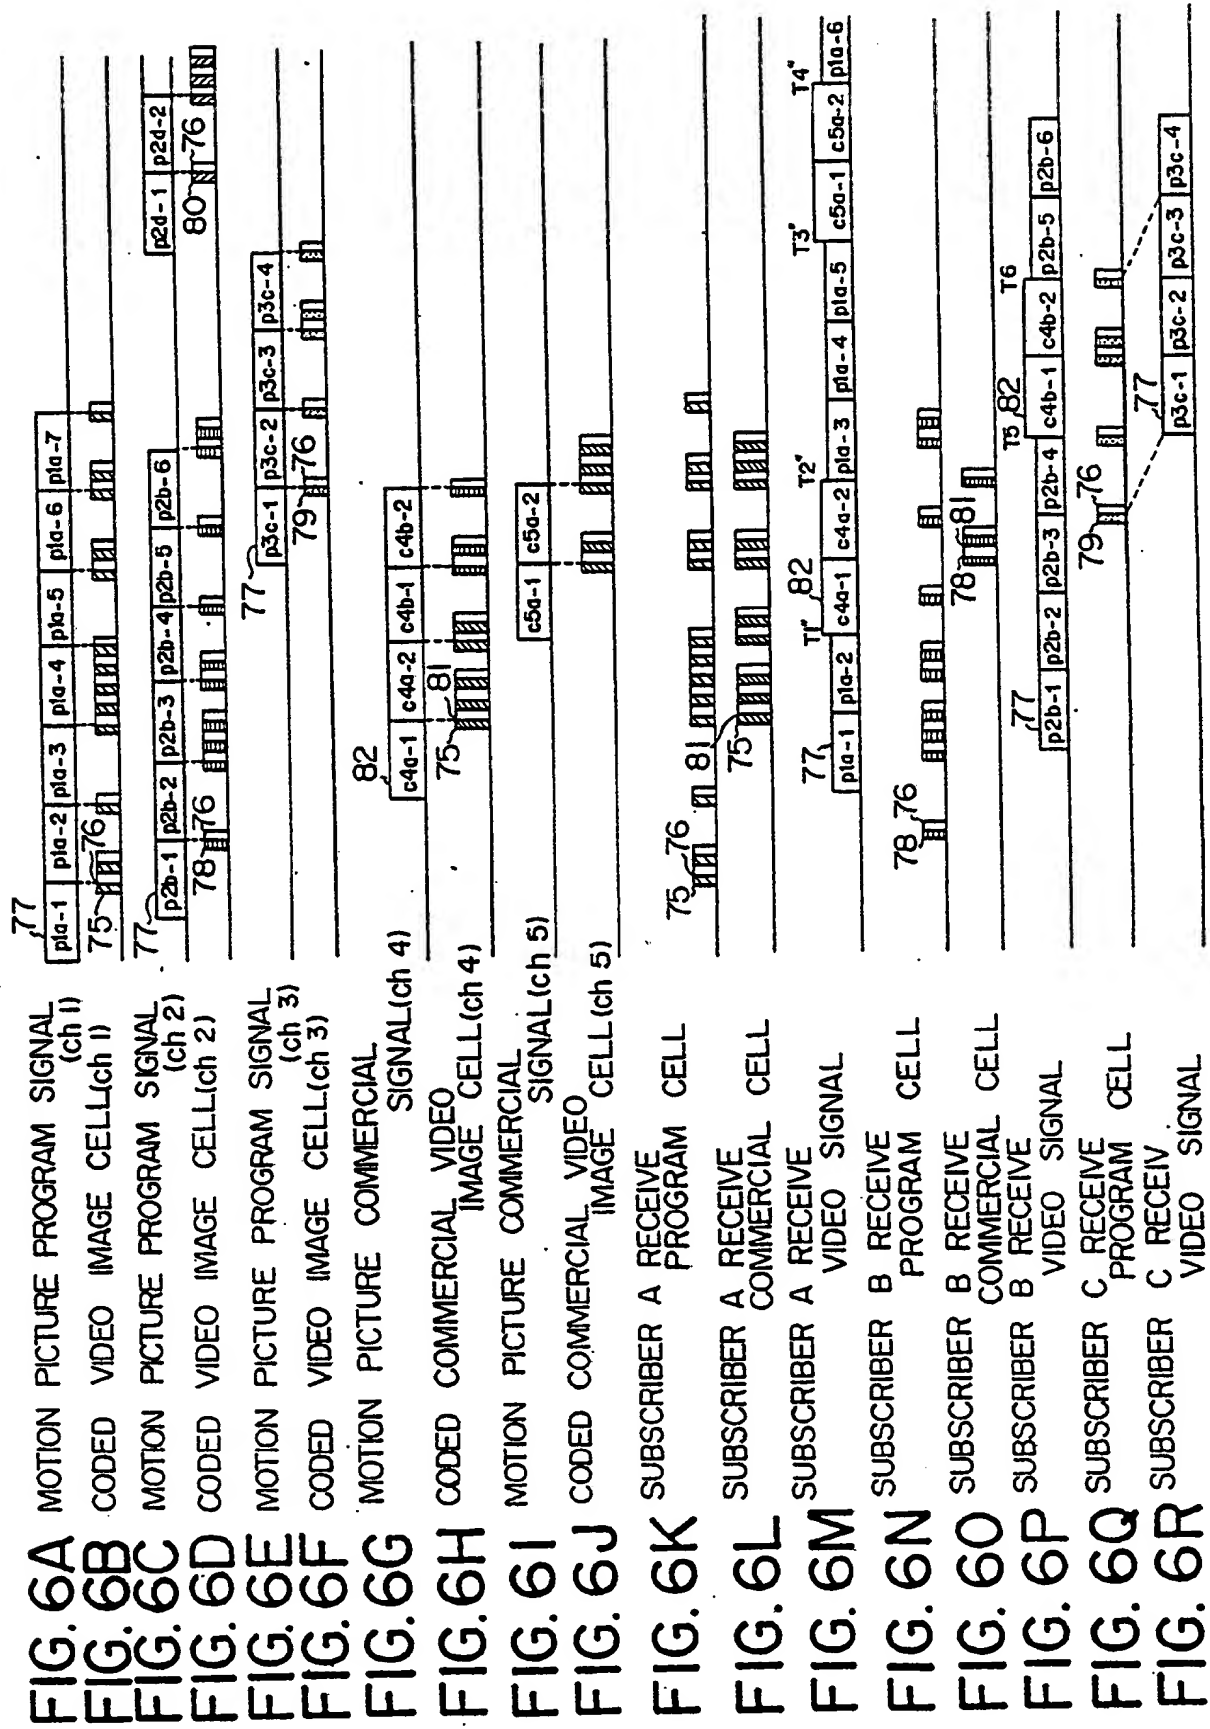 FIG. 6A MOTION PICTURE PROGRAM SIGNAL (ch 1)
77
p1a-1 p1a-2 p1a-3 p1a-4 p1a-5 p1a-6 p1a-7
FIG. 6B CODED VIDEO IMAGE CELL(ch 1)
75 76
FIG. 6C MOTION PICTURE PROGRAM SIGNAL (ch 2)
77
p2b-1 p2b-2 p2b-3 p2b-4 p2b-5 p2b-6 p2d-1 p2d-2
FIG. 6D CODED VIDEO IMAGE CELL(ch 2)
78 76 80 76
FIG. 6E MOTION PICTURE PROGRAM SIGNAL (ch 3)
77
p3c-1 p3c-2 p3c-3 p3c-4
FIG. 6F CODED VIDEO IMAGE CELL(ch 3)
79 76
FIG. 6G MOTION PICTURE COMMERCIAL
SIGNAL(ch 4)
82
c4a-1 c4a-2 c4b-1 c4b-2
FIG. 6H CODED COMMERCIAL VIDEO
IMAGE CELL(ch 4)
75 81
FIG. 6I MOTION PICTURE COMMERCIAL
SIGNAL(ch 5)
c5a-1 c5a-2
FIG. 6J CODED COMMERCIAL VIDEO
IMAGE CELL(ch 5)
FIG. 6K SUBSCRIBER A RECEIVE
PROGRAM CELL
75 76
FIG. 6L SUBSCRIBER A RECEIVE
COMMERCIAL CELL
75 81
FIG. 6M SUBSCRIBER A RECEIVE
VIDEO SIGNAL
77 T1" 82 T2" T3" T4"
p1a-1 p1a-2 c4a-1 c4a-2 p1a-3 p1a-4 p1a-5 c5a-1 c5a-2 p1a-6
FIG. 6N SUBSCRIBER B RECEIVE
PROGRAM CELL
78 76
FIG. 6O SUBSCRIBER B RECEIVE
COMMERCIAL CELL
78 81
FIG. 6P SUBSCRIBER B RECEIVE
VIDEO SIGNAL
77 T5 82 T6
p2b-1 p2b-2 p2b-3 p2b-4 c4b-1 c4b-2 p2b-5 p2b-6
FIG. 6Q SUBSCRIBER C RECEIVE
PROGRAM CELL
79 76
FIG. 6R SUBSCRIBER C RECEIV
VIDEO SIGNAL
77
p3c-1 p3c-2 p3c-3 p3c-4